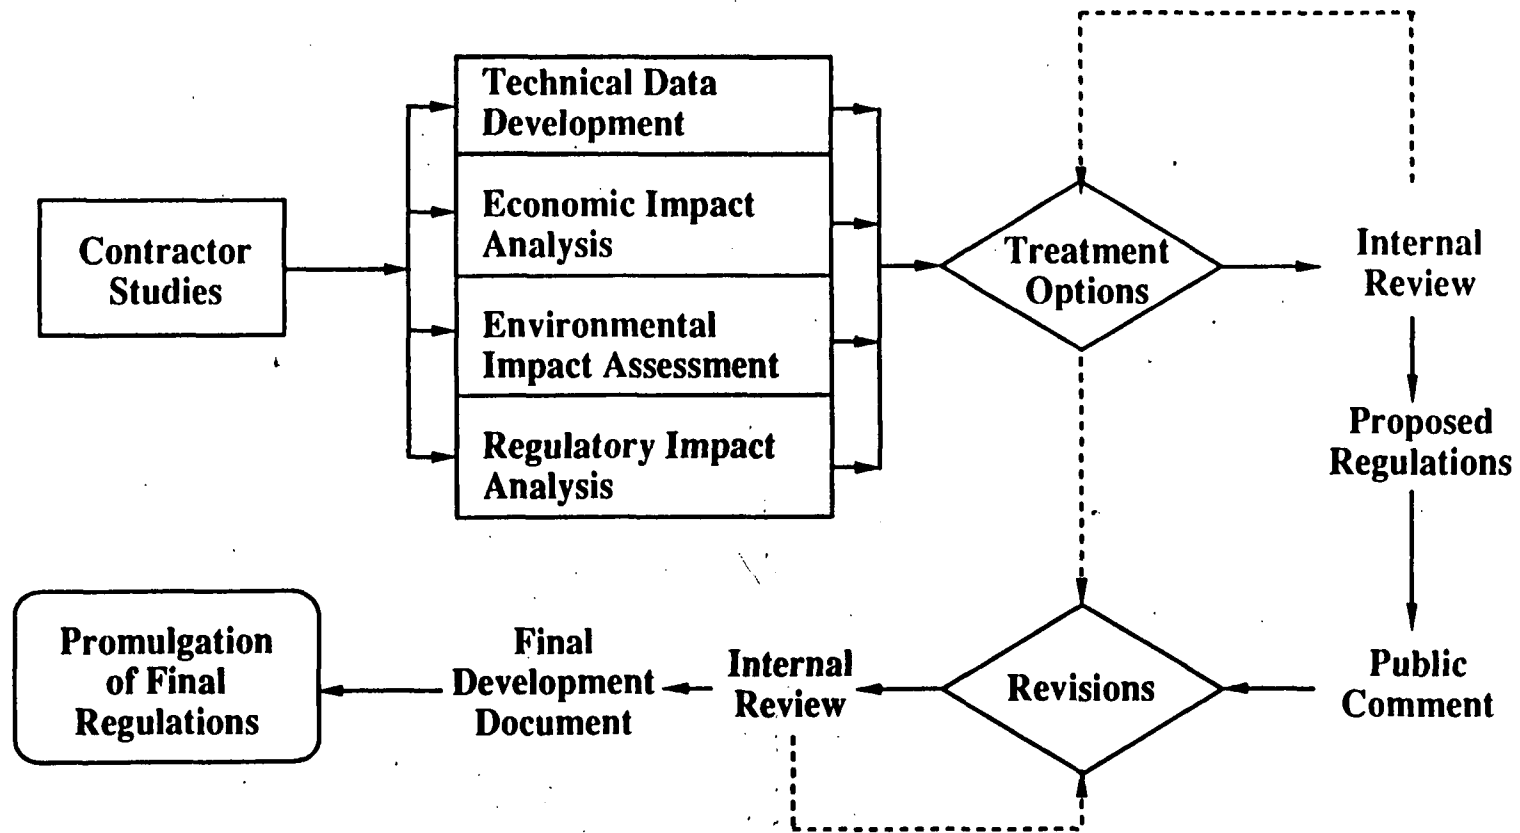 Contractor
Studies
Technical Data
Development
Economic Impact
Analysis
Environmental
Impact Assessment
Regulatory Impact
Analysis
Treatment
Options
Internal
Review
Proposed
Regulations
Public
Comment
Revisions
Internal
Review
Final
Development
Document
Promulgation
of Final
Regulations